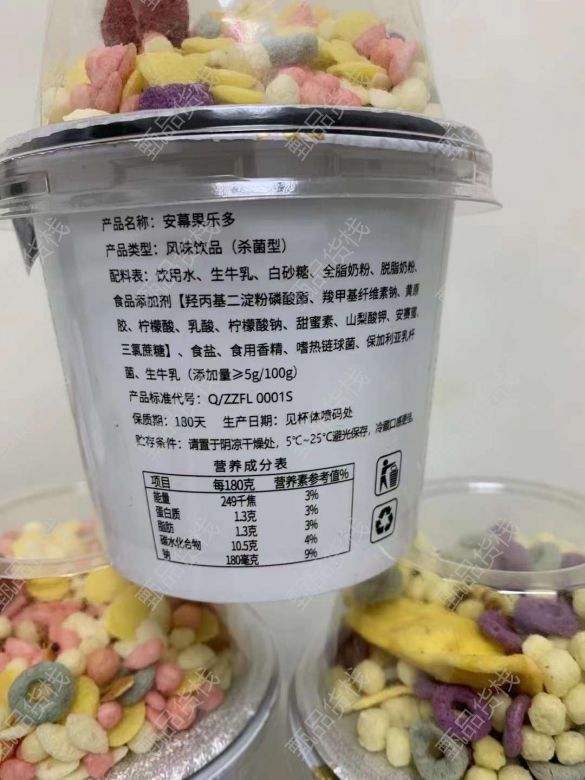 产品名称：安幕果乐多
产品类型：风味饮品（杀菌型）
配料表：饮用水、生牛乳、白砂糖、全脂奶粉、脱脂奶粉、
食品添加剂【羟丙基二淀粉磷酸酯、羧甲基纤维素钠、黄原
胶、柠檬酸、乳酸、柠檬酸钠、甜蜜素、山梨酸钾、安赛蜜、
三氯蔗糖】、食盐、食用香精、嗜热链球菌、保加利亚乳杆
菌、生牛乳（添加量≥5g/100g）
产品标准代号：Q/ZZFL 0001S
保质期：180天 生产日期：见杯体喷码处
贮存条件：请置于阴凉干燥处，5℃~25℃避光保存，冷藏口感更佳。
营养成分表
项目 每180克 营养素参考值%
能量 249千焦 3%
蛋白质 1.3克 3%
脂肪 1.3克 3%
碳水化合物 10.5克 4%
钠 180毫克 9%
甄品货栈